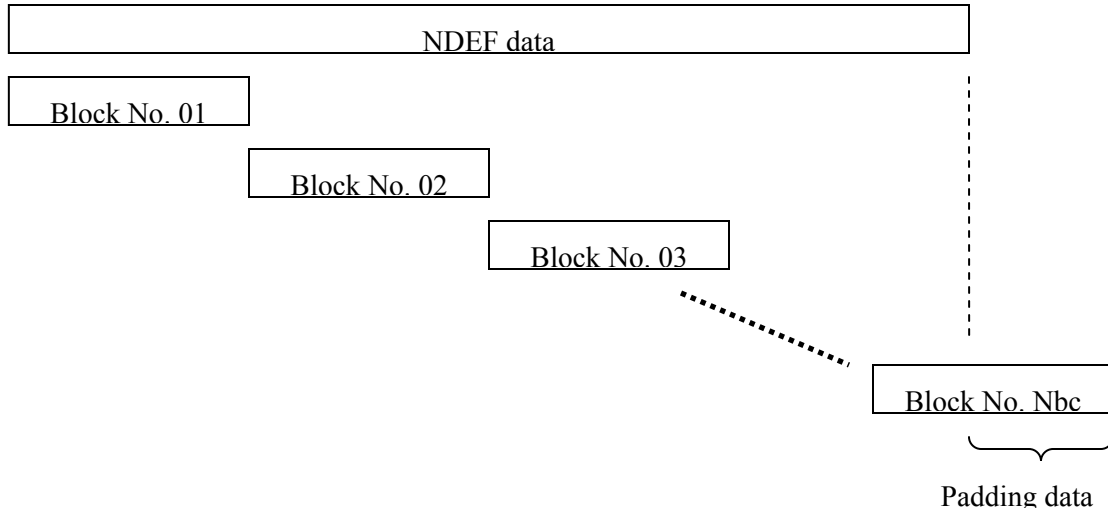 NDEF data
Block No. 01
Block No. 02
Block No. 03
Block No. Nbc
Padding data